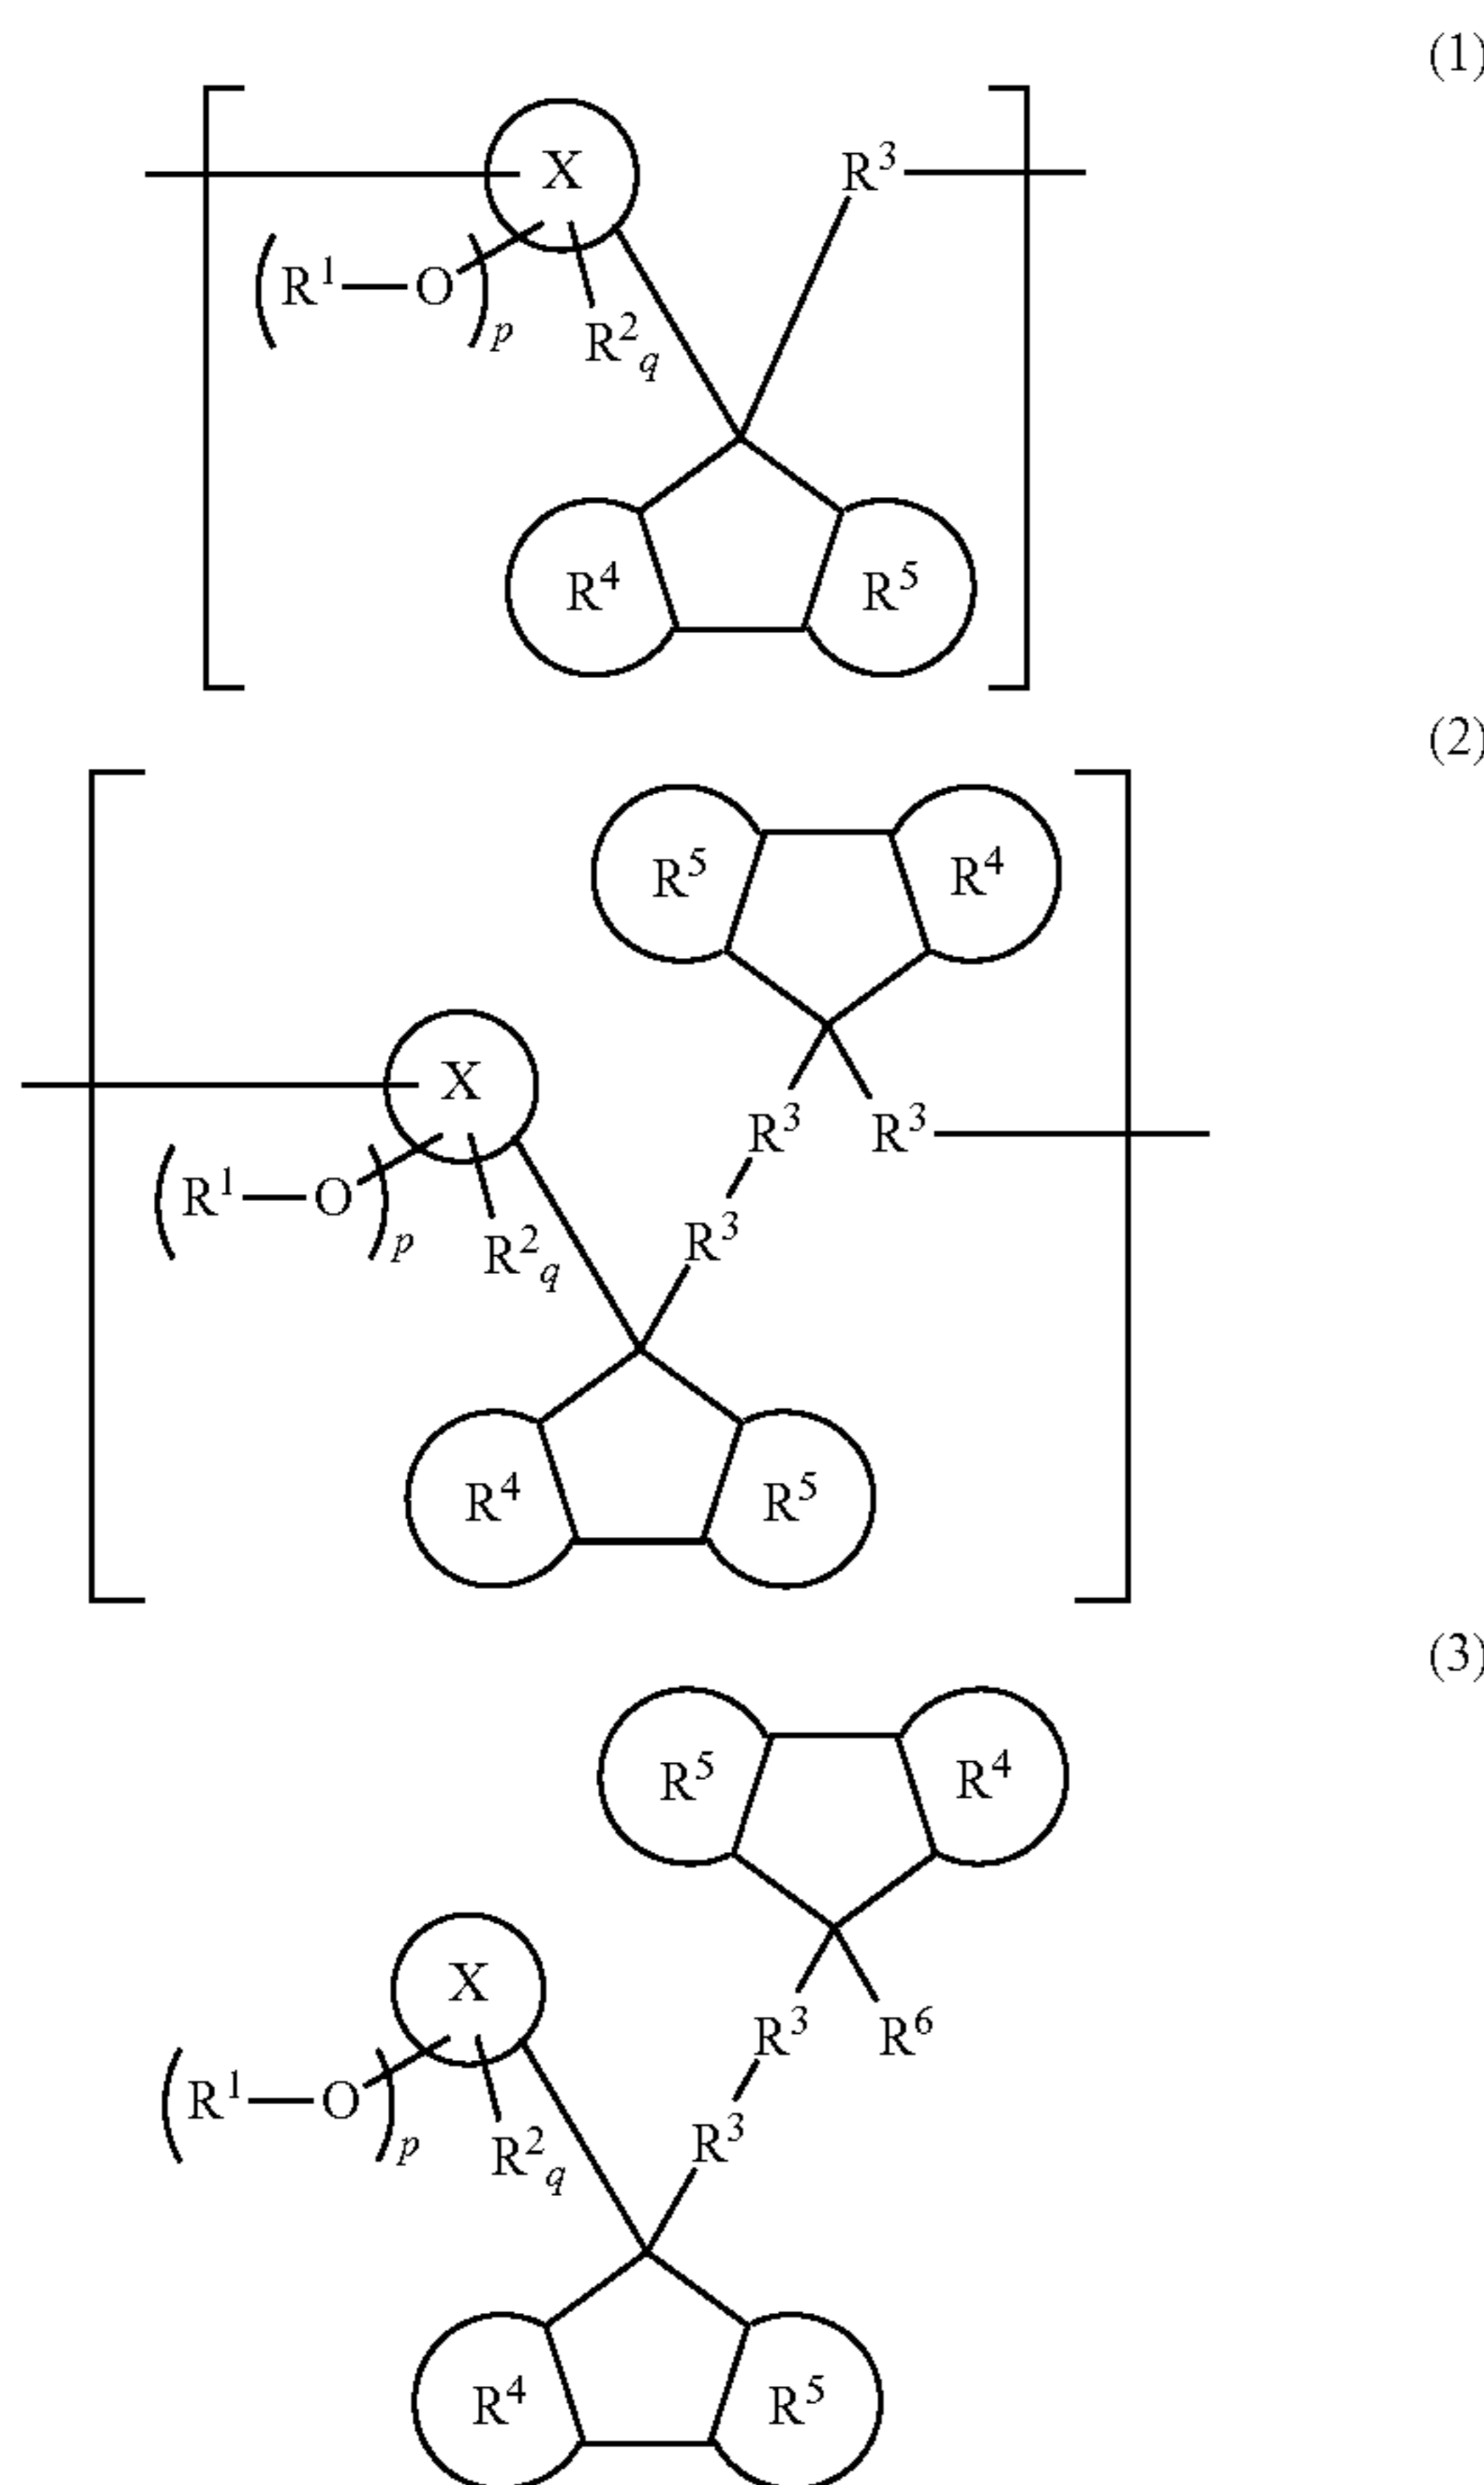 (1)
X
R³
(R¹—O)p
R²q
R⁴ R⁵
(2)
R⁵ R⁴
X
R³ R³
(R¹—O)p
R³
R²q
R⁴ R⁵
(3)
R⁵ R⁴
X
R³ R⁶
(R¹—O)p
R³
R²q
R⁴ R⁵